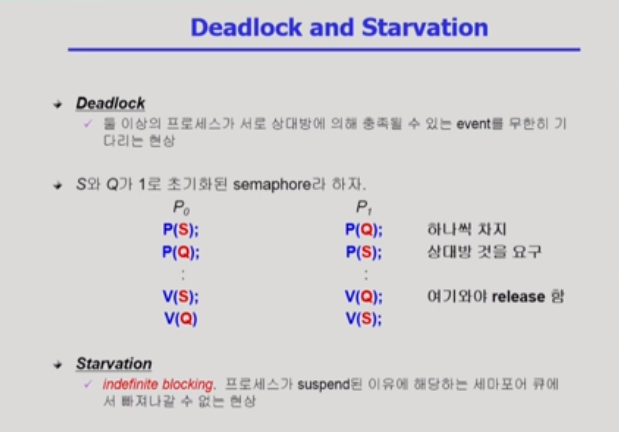 Deadlock and Starvation
Deadlock
✓ 둘 이상의 프로세스가 서로 상대방에 의해 충족될 수 있는 event를 무한히 기
다리는 현상
S와 Q가 1로 초기화된 semaphore라 하자.
P0 P1
P(S); P(Q); 하나씩 차지
P(Q); P(S); 상대방 것을 요구
: :
V(S); V(Q); 여기와야 release 함
V(Q) V(S);
Starvation
✓ indefinite blocking. 프로세스가 suspend된 이유에 해당하는 세마포어 큐에
서 빠져나갈 수 없는 현상